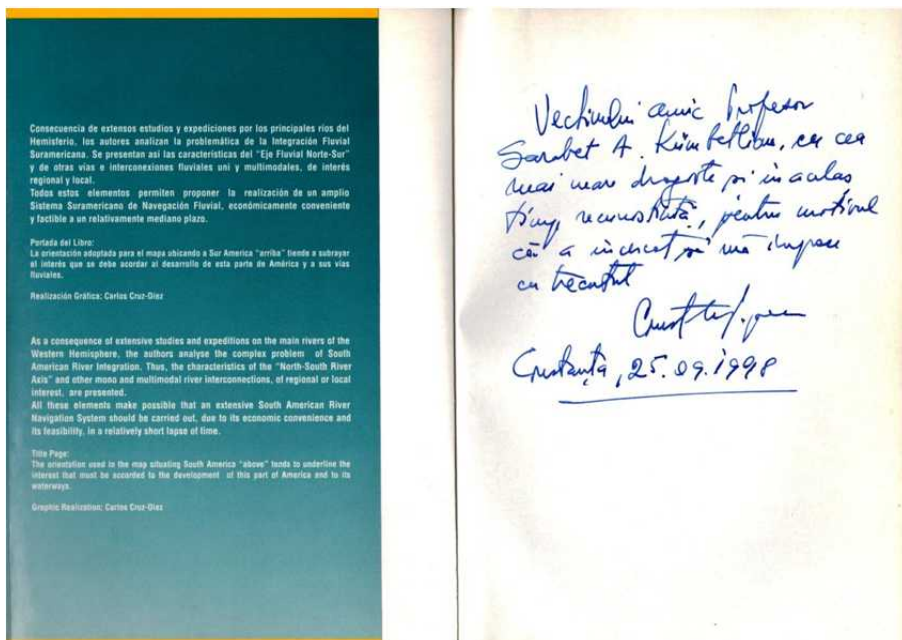 Consecuencia de extensos estudios y expediciones por los principales ríos del
Hemisferio, los autores analizan la problemática de la Integración Fluvial
Suramericana. Se presentan así las características del "Eje Fluvial Norte-Sur"
y de otras vías e interconexiones fluviales uni y multimodales, de interés
regional y local.
Todos estos elementos permiten proponer la realización de un amplio
Sistema Suramericano de Navegación Fluvial, económicamente conveniente
y factible a un relativamente mediano plazo.
Portada del Libro:
La orientación adoptada para el mapa ubicando a Sur America "arriba" tiende a subrayar
el interés que se debe acordar al desarrollo de esta parte de América y a sus vías
fluviales.
Realización Gráfica: Carlos Cruz-Diez
As a consequence of extensive studies and expeditions on the main rivers of the
Western Hemisphere, the authors analyse the complex problem of South
American River Integration. Thus, the characteristics of the "North-South River
Axis" and other mono and multimodal river interconnections, of regional or local
interest, are presented.
All these elements make possible that an extensive South American River
Navigation System should be carried out, due to its economic convenience and
its feasibility, in a relatively short lapse of time.
Title Page:
The orientation used in the map situating South America "above" tends to underline the
interest that must be accorded to the development of this part of America and to its
waterways.
Graphic Realization: Carlos Cruz-Diez
Vechiului amic Profesor
Garabet A. Kümbetlian, cu cea
mai mare dragoste și in acelas
timp recunostință, pentru motivul
că a incercat să mă impace
cu trecutul
Constanța, 25.09.1998